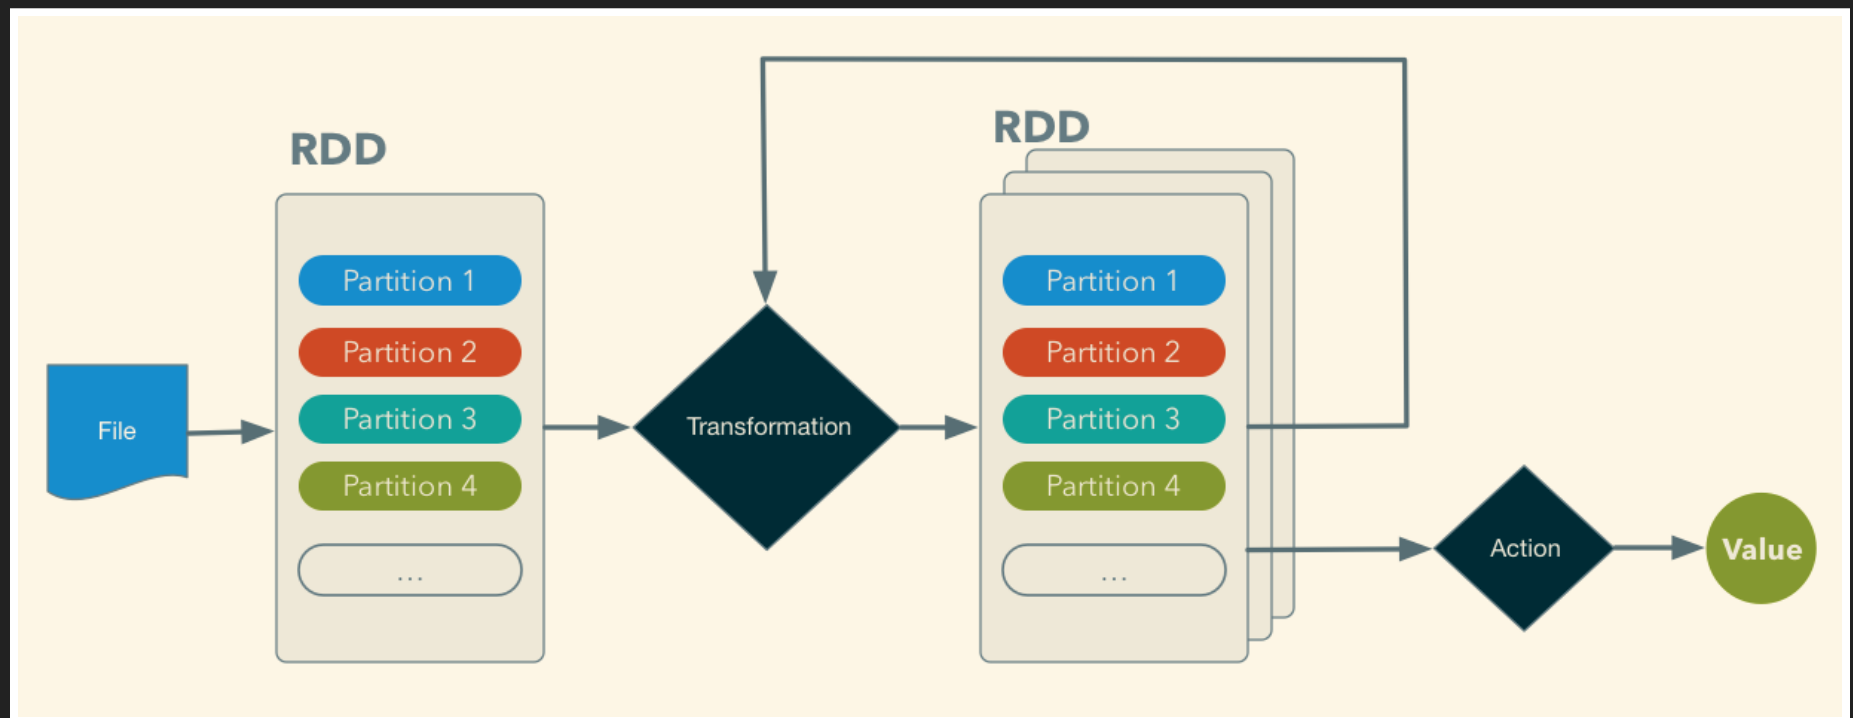 RDD
Partition 1
Partition 2
Partition 3
Partition 4
...
File
Transformation
RDD
Partition 1
Partition 2
Partition 3
Partition 4
...
Action
Value